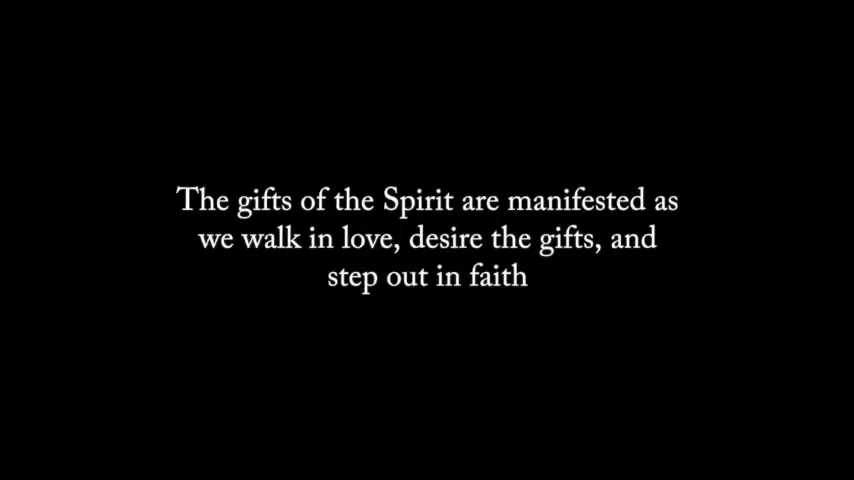 The gifts of the Spirit are manifested as
we walk in love, desire the gifts, and
step out in faith